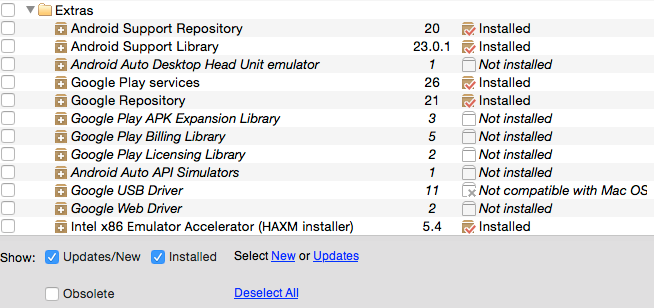 Extras
Android Support Repository 20 Installed
Android Support Library 23.0.1 Installed
Android Auto Desktop Head Unit emulator 1 Not installed
Google Play services 26 Installed
Google Repository 21 Installed
Google Play APK Expansion Library 3 Not installed
Google Play Billing Library 5 Not installed
Google Play Licensing Library 2 Not installed
Android Auto API Simulators 1 Not installed
Google USB Driver 11 Not compatible with Mac OS
Google Web Driver 2 Not installed
Intel x86 Emulator Accelerator (HAXM installer) 5.4 Installed
Show: Updates/New Installed Select New or Updates
Obsolete Deselect All